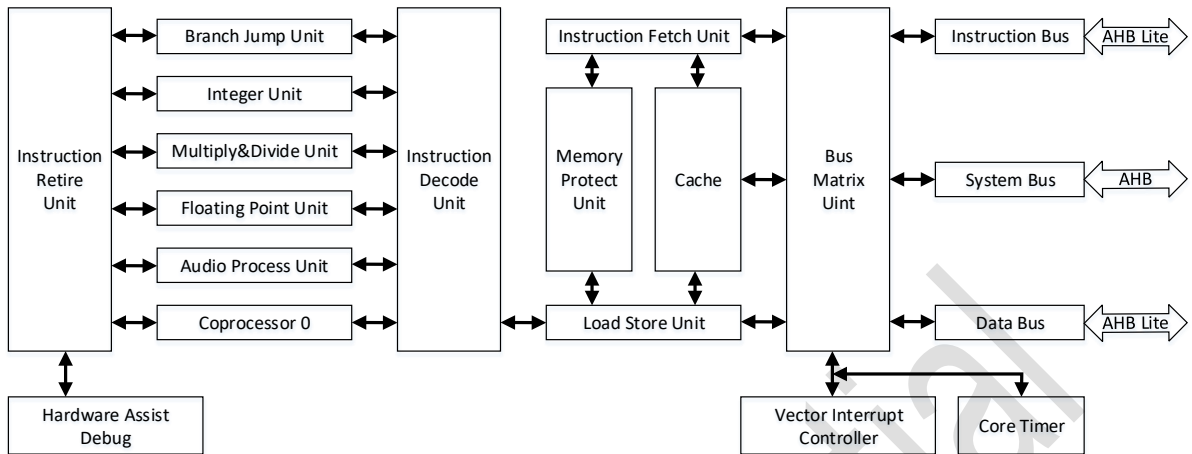 Branch Jump Unit
Instruction Fetch Unit
Instruction Bus
AHB Lite
Integer Unit
Instruction
Retire
Unit
Multiply&Divide Unit
Instruction
Decode
Unit
Memory
Protect
Unit
Cache
Bus
Matrix
Uint
System Bus
AHB
Floating Point Unit
Audio Process Unit
Coprocessor 0
Load Store Unit
Data Bus
AHB Lite
Hardware Assist
Debug
Vector Interrupt
Controller
Core Timer
tial